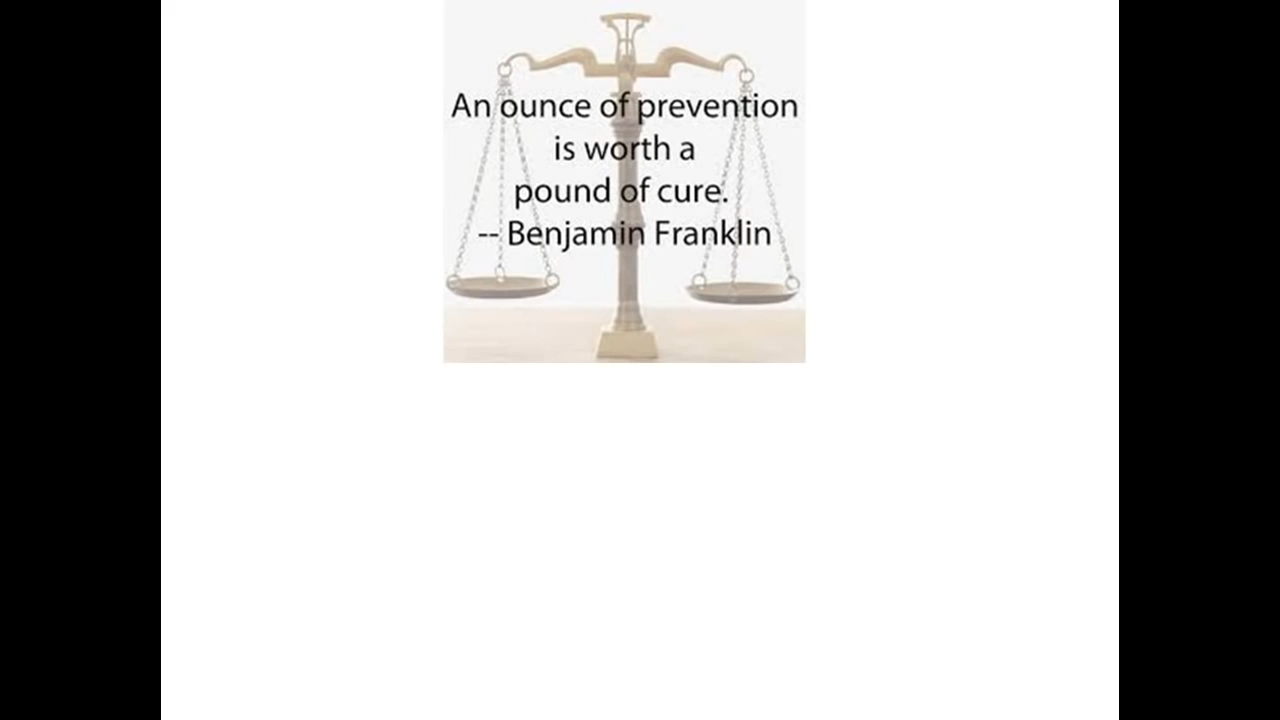 An ounce of prevention
is worth a
pound of cure.
-- Benjamin Franklin